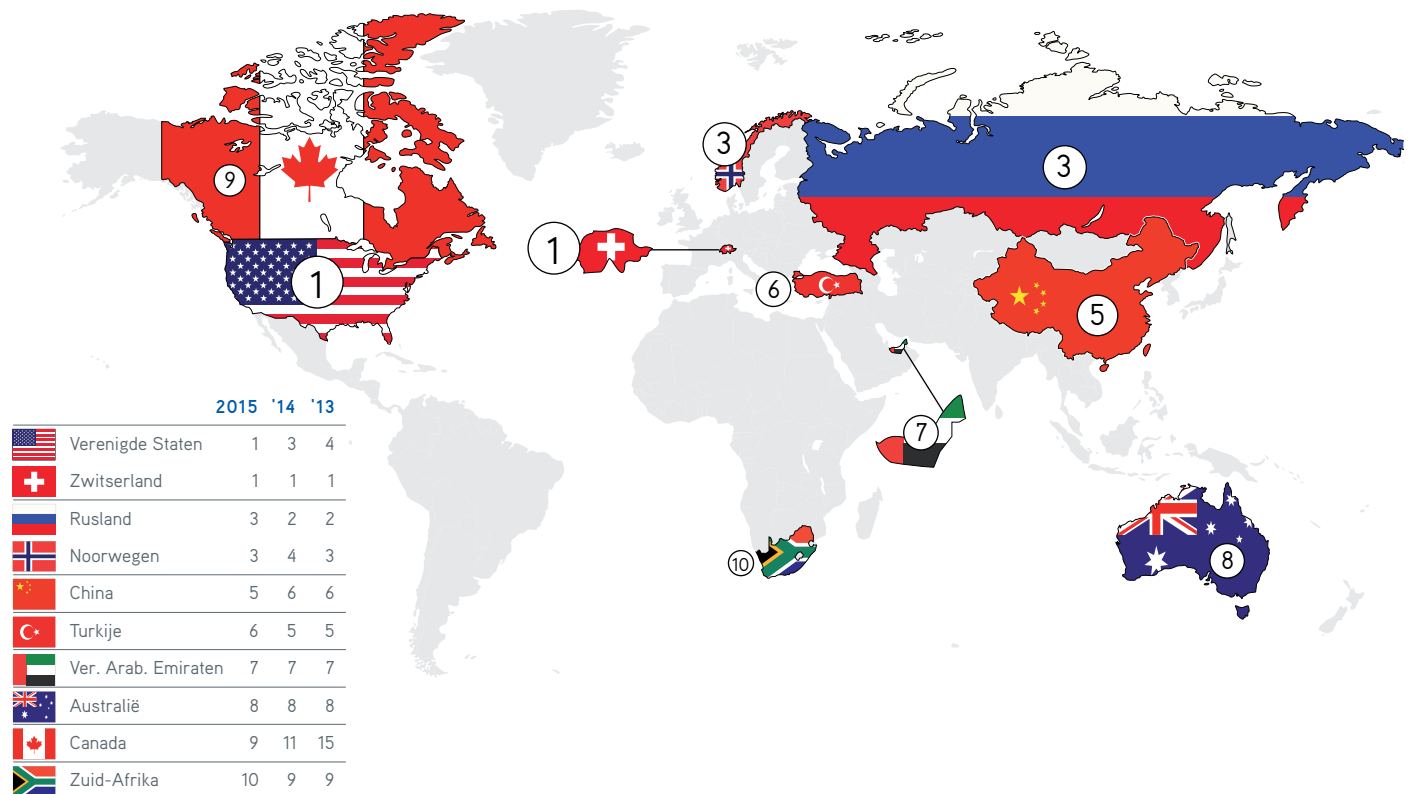 9
1
3
3
1
6
5
7
10
8
2015 '14 '13
Verenigde Staten 1 3 4
Zwitserland 1 1 1
Rusland 3 2 2
Noorwegen 3 4 3
China 5 6 6
Turkije 6 5 5
Ver. Arab. Emiraten 7 7 7
Australië 8 8 8
Canada 9 11 15
Zuid-Afrika 10 9 9